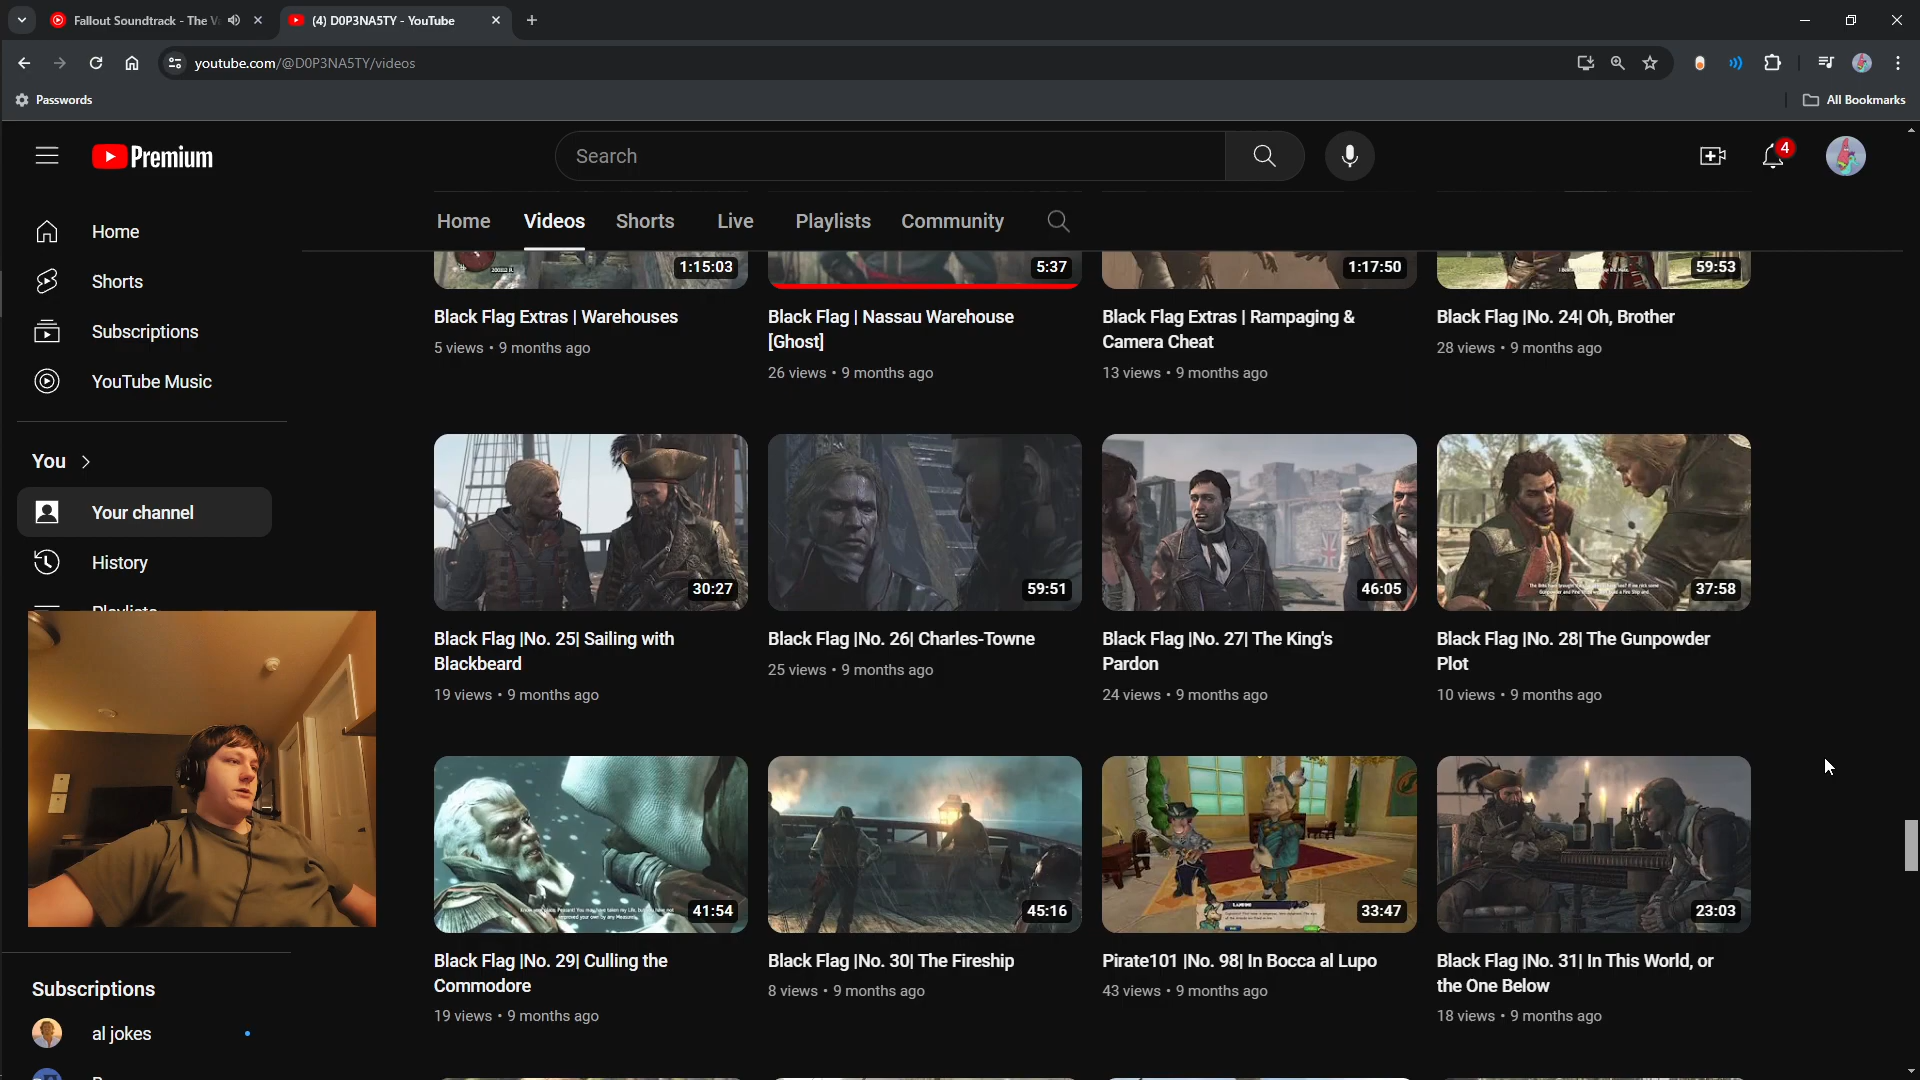 Fallout Soundtrack - The V
(4) D0P3NA5TY - YouTube
youtube.com/@D0P3NA5TY/videos
Passwords
All Bookmarks
Premium
Search
4
Home
Videos
Shorts
Live
Playlists
Community
Home
Shorts
Subscriptions
YouTube Music
You
Your channel
History
Playlists
Subscriptions
al jokes
1:15:03
5:37
1:17:50
59:53
Black Flag Extras | Warehouses
5 views • 9 months ago
Black Flag | Nassau Warehouse
[Ghost]
26 views • 9 months ago
Black Flag Extras | Rampaging &
Camera Cheat
13 views • 9 months ago
Black Flag |No. 24| Oh, Brother
28 views • 9 months ago
30:27
59:51
46:05
37:58
Black Flag |No. 25| Sailing with
Blackbeard
19 views • 9 months ago
Black Flag |No. 26| Charles-Towne
25 views • 9 months ago
Black Flag |No. 27| The King's
Pardon
24 views • 9 months ago
Black Flag |No. 28| The Gunpowder
Plot
10 views • 9 months ago
41:54
45:16
33:47
23:03
Black Flag |No. 29| Culling the
Commodore
19 views • 9 months ago
Black Flag |No. 30| The Fireship
8 views • 9 months ago
Pirate101 |No. 98| In Bocca al Lupo
43 views • 9 months ago
Black Flag |No. 31| In This World, or
the One Below
18 views • 9 months ago